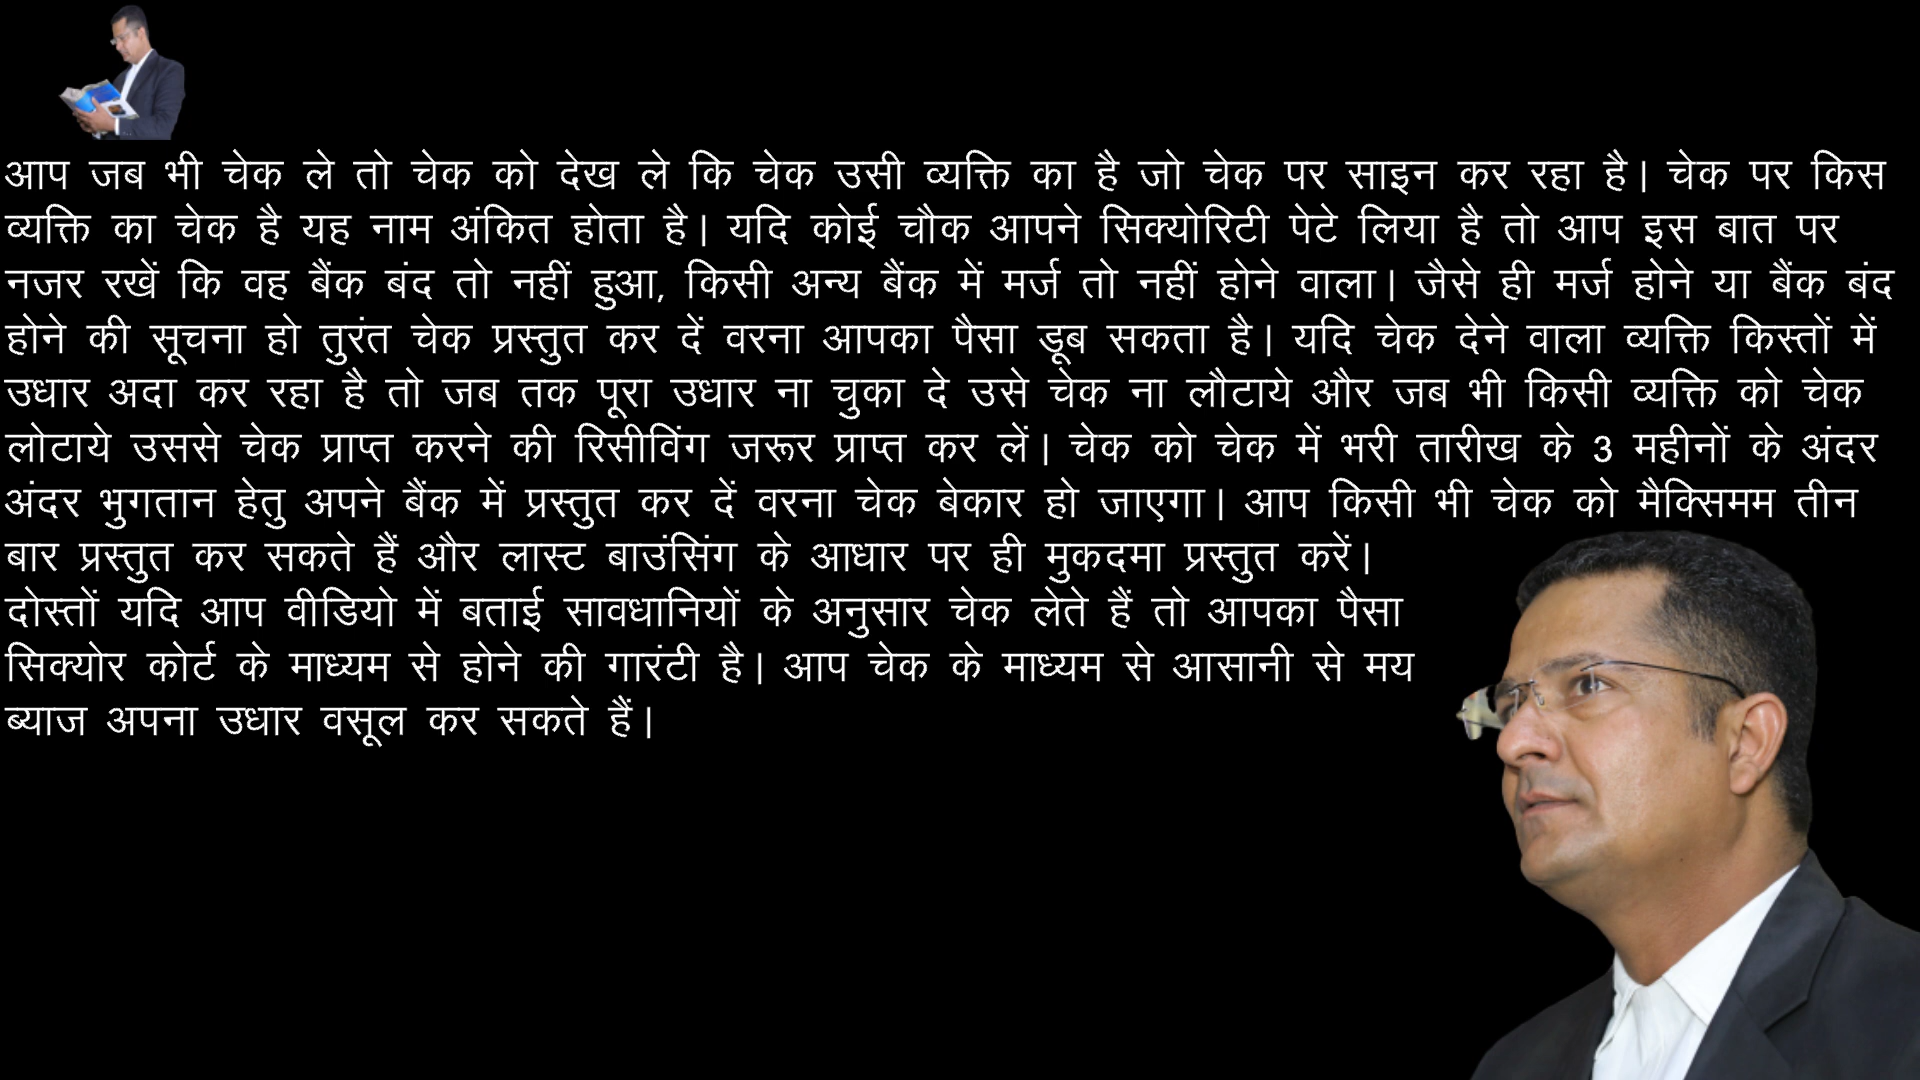 आप जब भी चेक ले तो चेक को देख ले कि चेक उसी व्यक्ति का है जो चेक पर साइन कर रहा है| चेक पर किस
व्यक्ति का चेक है यह नाम अंकित होता है| यदि कोई चौक आपने सिक्योरिटी पेटे लिया है तो आप इस बात पर
नजर रखें कि वह बैंक बंद तो नहीं हुआ, किसी अन्य बैंक में मर्ज तो नहीं होने वाला| जैसे ही मर्ज होने या बैंक बंद
होने की सूचना हो तुरंत चेक प्रस्तुत कर दें वरना आपका पैसा डूब सकता है| यदि चेक देने वाला व्यक्ति किस्तों में
उधार अदा कर रहा है तो जब तक पूरा उधार ना चुका दे उसे चेक ना लौटाये और जब भी किसी व्यक्ति को चेक
लोटाये उससे चेक प्राप्त करने की रिसीविंग जरूर प्राप्त कर लें| चेक को चेक में भरी तारीख के 3 महीनों के अंदर
अंदर भुगतान हेतु अपने बैंक में प्रस्तुत कर दें वरना चेक बेकार हो जाएगा| आप किसी भी चेक को मैक्सिमम तीन
बार प्रस्तुत कर सकते हैं और लास्ट बाउंसिंग के आधार पर ही मुकदमा प्रस्तुत करें|
दोस्तों यदि आप वीडियो में बताई सावधानियों के अनुसार चेक लेते हैं तो आपका पैसा
सिक्योर कोर्ट के माध्यम से होने की गारंटी है| आप चेक के माध्यम से आसानी से मय
ब्याज अपना उधार वसूल कर सकते हैं|